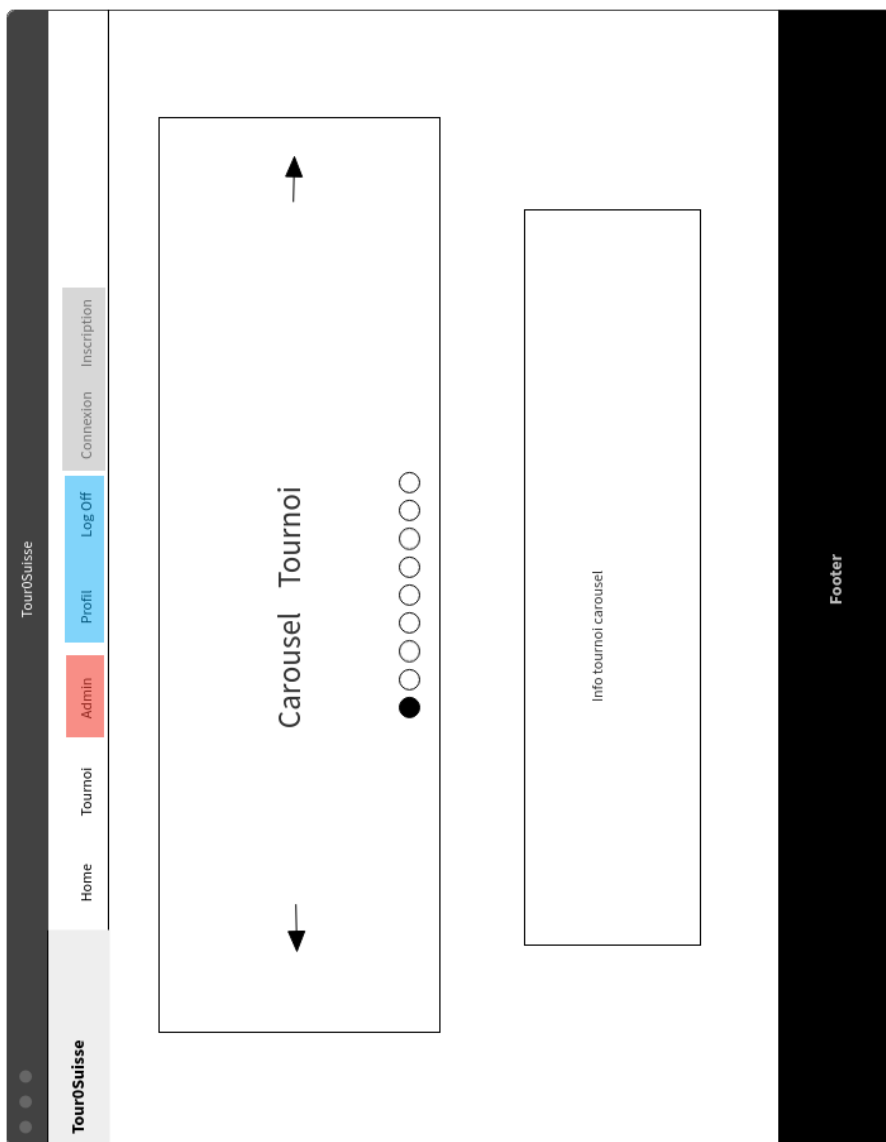 Tour0Suisse
Tour0Suisse Home Tournoi Admin Profil Log Off Connexion Inscription
Carousel Tournoi
Info tournoi carousel
Footer